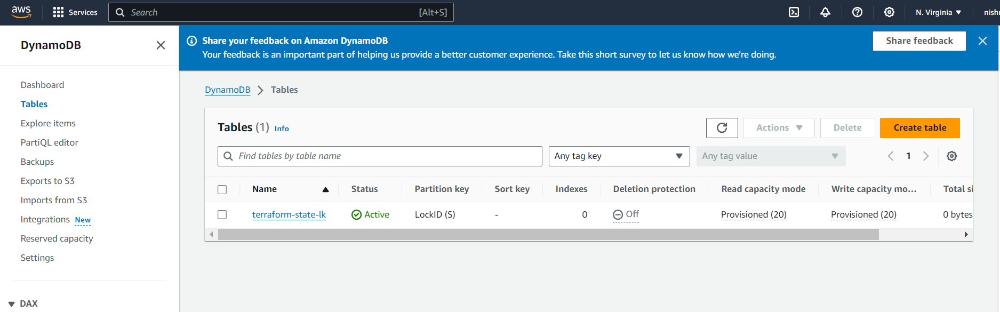 aws Services Search [Alt+S] N. Virginia nishu
DynamoDB
Share your feedback on Amazon DynamoDB
Your feedback is an important part of helping us provide a better customer experience. Take this short survey to let us know how we're doing.
Share feedback
Dashboard
Tables
Explore items
PartiQL editor
Backups
Exports to S3
Imports from S3
Integrations New
Reserved capacity
Settings
DAX
DynamoDB Tables
Tables (1) Info
Actions Delete Create table
Find tables by table name Any tag key Any tag value 1
Name Status Partition key Sort key Indexes Deletion protection Read capacity mode Write capacity mo... Total si
terraform-state-lk Active LockID (S) - 0 Off Provisioned (20) Provisioned (20) 0 bytes